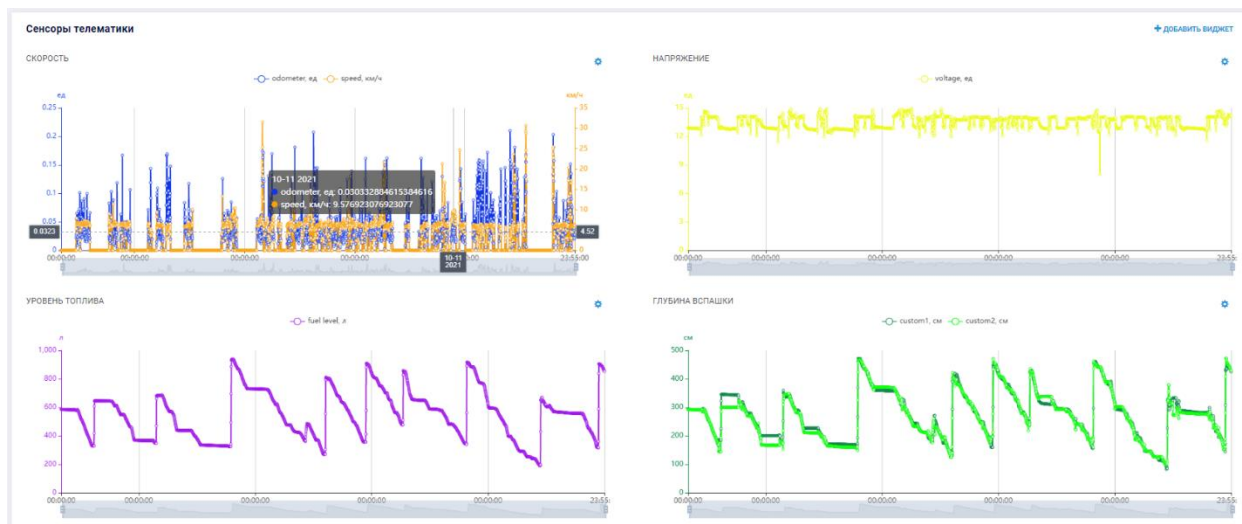 Сенсоры телематики
+ ДОБАВИТЬ ВИДЖЕТ
СКОРОСТЬ
odometer, ед speed, км/ч
ед
км/ч
0.25
0.2
0.15
0.1
0.05
0
35
30
25
20
15
10
5
0
10-11 2021
odometer, ед: 0.030332884615384616
speed, км/ч: 9.576923076923077
0.0323
4.52
00:00:00 00:00:00 00:00:00 00:00:00 23:55:00
10-11
2021
НАПРЯЖЕНИЕ
voltage, ед
ед
15
12
9
6
3
0
00:00:00 00:00:00 00:00:00 00:00:00 00:00:00 23:55:
УРОВЕНЬ ТОПЛИВА
fuel level, л
л
1,000
800
600
400
200
0
00:00:00 00:00:00 00:00:00 00:00:00 00:00:00 23:55:
ГЛУБИНА ВСПАШКИ
custom1, см custom2, см
см
500
400
300
200
100
0
00:00:00 00:00:00 00:00:00 00:00:00 00:00:00 23:55: